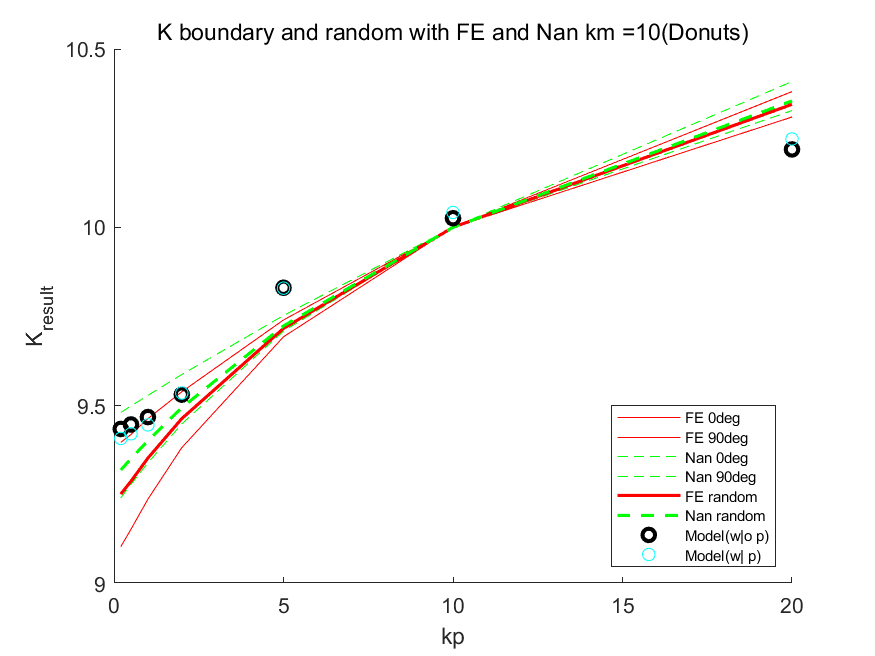 K boundary and random with FE and Nan km =10(Donuts)
10.5
10
9.5
9
K_result
0
5
10
15
20
kp
FE 0deg
FE 90deg
Nan 0deg
Nan 90deg
FE random
Nan random
Model(w|o p)
Model(w| p)